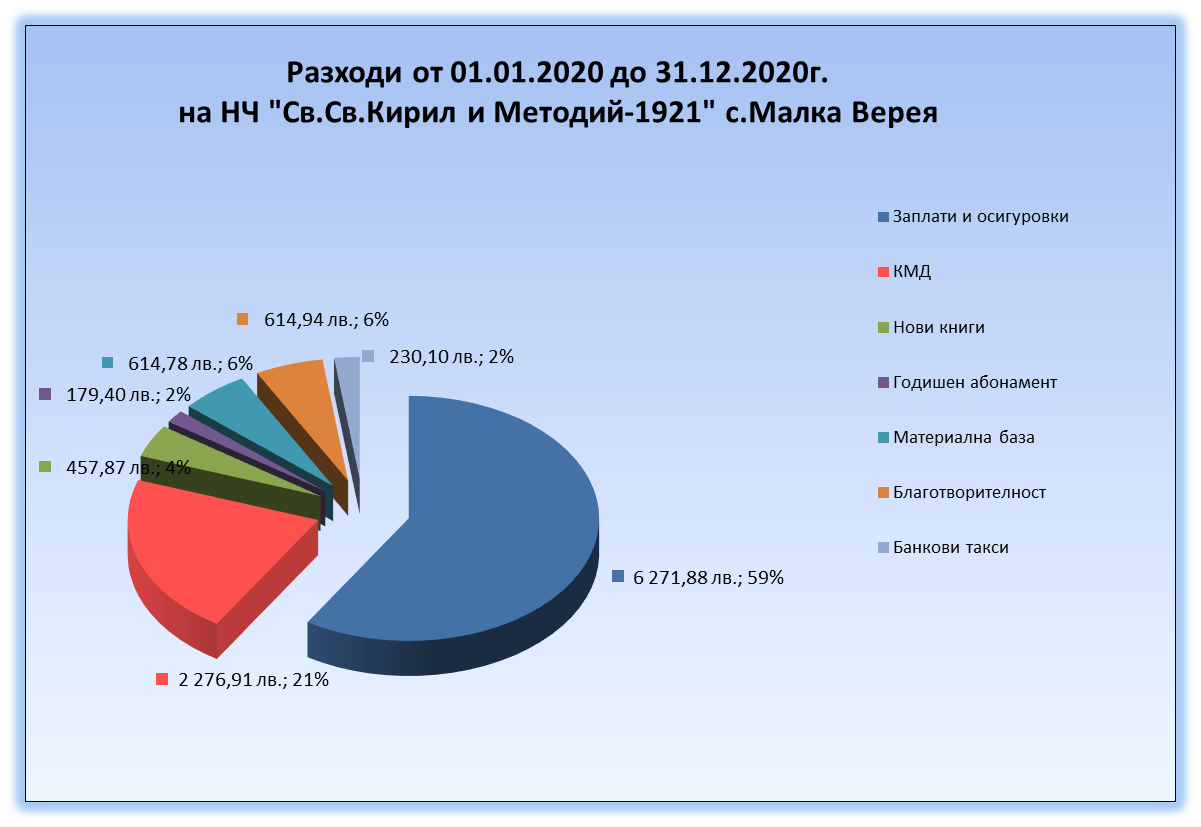 Разходи от 01.01.2020 до 31.12.2020г.
на НЧ "Св.Св.Кирил и Методий-1921" с.Малка Верея
Заплати и осигуровки
КМД
Нови книги
Годишен абонамент
Материална база
Благотворителност
Банкови такси
614,94 лв.; 6%
230,10 лв.; 2%
614,78 лв.; 6%
179,40 лв.; 2%
457,87 лв.; 4%
6 271,88 лв.; 59%
2 276,91 лв.; 21%